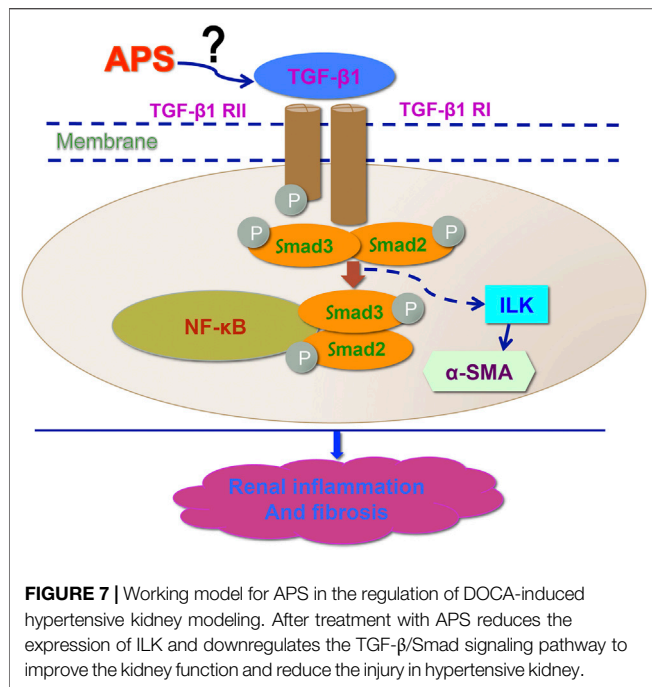 ?
APS
TGF-β1
TGF-β1 RII
TGF-β1 RI
Membrane
P
P
P
Smad3
Smad2
NF-κB
Smad3
P
P
Smad2
ILK
α-SMA
Renal inflammation
And fibrosis
FIGURE 7 | Working model for APS in the regulation of DOCA-induced
hypertensive kidney modeling. After treatment with APS reduces the
expression of ILK and downregulates the TGF-β/Smad signaling pathway to
improve the kidney function and reduce the injury in hypertensive kidney.